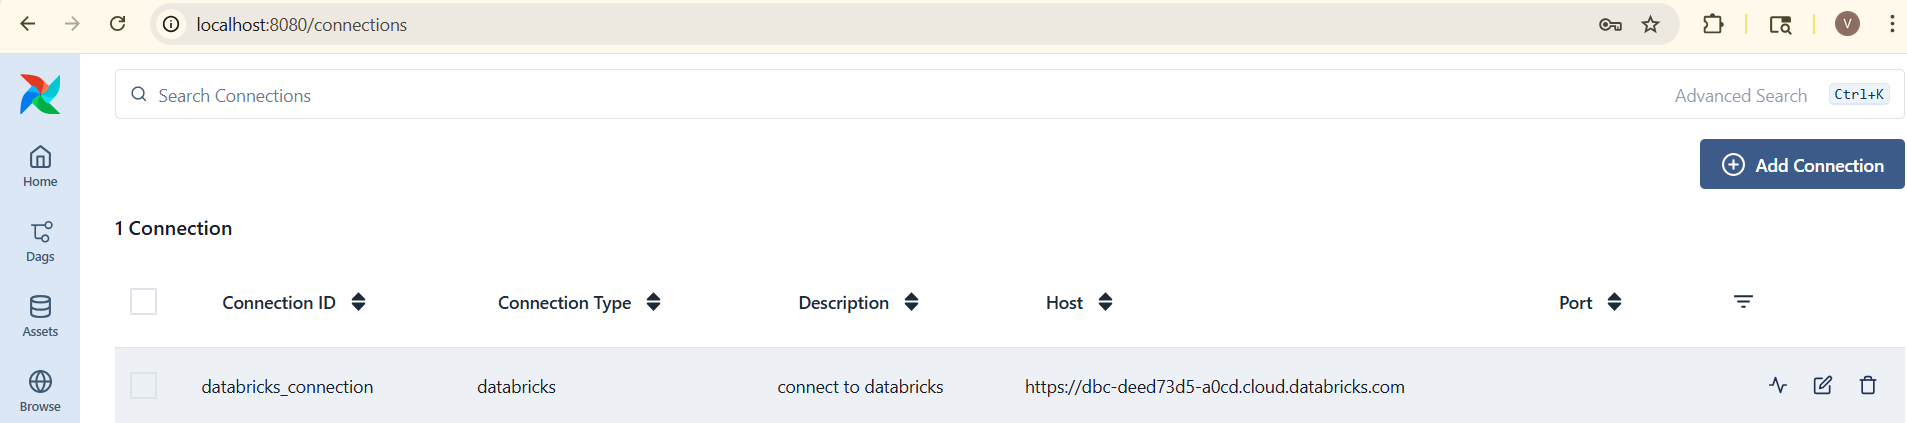 localhost:8080/connections
V
Search Connections Advanced Search Ctrl+K
Home
Add Connection
Dags
1 Connection
Assets
Connection ID Connection Type Description Host Port
Browse
databricks_connection databricks connect to databricks https://dbc-deed73d5-a0cd.cloud.databricks.com